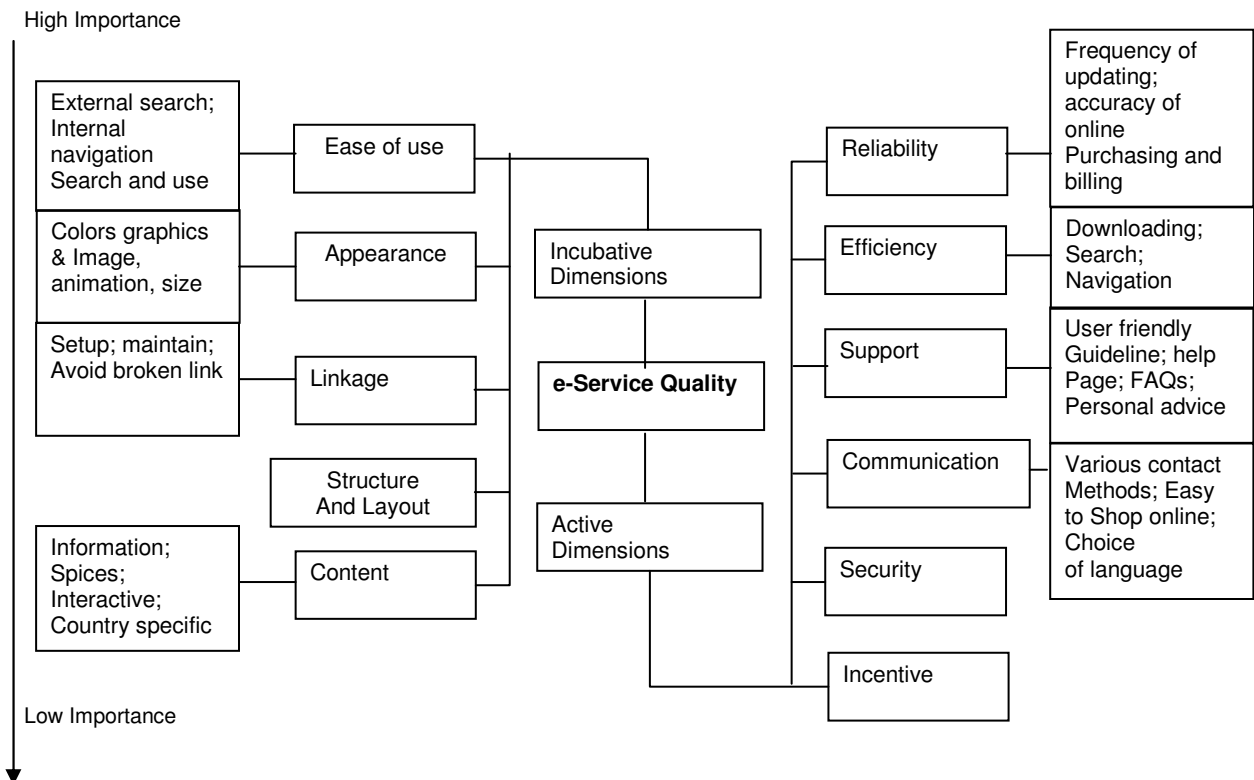 High Importance
External search;
Internal
navigation
Search and use
Ease of use
Colors graphics
& Image,
animation, size
Appearance
Setup; maintain;
Avoid broken link
Linkage
Structure
And Layout
Information;
Spices;
Interactive;
Country specific
Content
Low Importance
Incubative
Dimensions
e-Service Quality
Active
Dimensions
Reliability
Frequency of
updating;
accuracy of
online
Purchasing and
billing
Efficiency
Downloading;
Search;
Navigation
Support
User friendly
Guideline; help
Page; FAQs;
Personal advice
Communication
Various contact
Methods; Easy
to Shop online;
Choice
of language
Security
Incentive